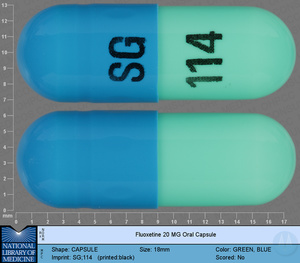 SG
114
13
12
11
10
9
8
7
6
5
4
3
2
1
0
mm
0 1 2 3 4 5 6 7 8 9 10 11 12 13 14 15 16 17
NATIONAL
LIBRARY OF
MEDICINE
Fluoxetine 20 MG Oral Capsule
Shape: CAPSULE Size: 18mm Color: GREEN, BLUE
Imprint: SG;114 (printed:black) Scored: No